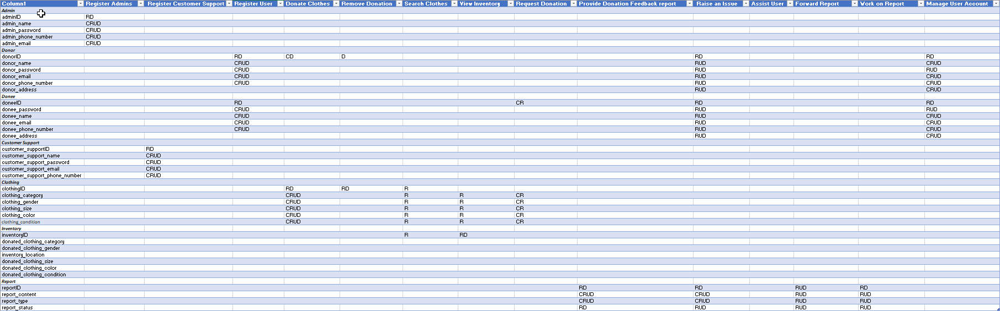 Column1 Register Admins Register Customer Support Register User Donate Clothes Remove Donation Search Clothes View Inventory Request Donation Provide Donation Feedback report Raise an Issue Assist User Forward Report Work on Report Manage User Account
Admin
adminID RD
admin_name CRUD
admin_password CRUD
admin_phone_number CRUD
admin_email CRUD
Donor
donorID RD CD D RD RD
donor_name CRUD RUD CRUD
donor_password CRUD RUD RUD
donor_email CRUD RUD CRUD
donor_phone_number CRUD RUD CRUD
donor_address RUD CRUD
Donee
doneeID RD CR RD RD
donee_password CRUD RUD RUD
donee_name CRUD RUD CRUD
donee_email CRUD RUD CRUD
donee_phone_number CRUD RUD CRUD
donee_address RUD CRUD
Customer Support
customer_supportID RD
customer_support_name CRUD
customer_support_password CRUD
customer_support_email CRUD
customer_support_phone_number CRUD
Clothing
clothingID RD RD R
clothing_category CRUD R R CR
clothing_gender CRUD R R CR
clothing_size CRUD R R CR
clothing_color CRUD R R CR
clothing_condition CRUD R R CR
Inventory
inventoryID R RD
donated_clothing_category
donated_clothing_gender
inventory_location
donated_clothing_size
donated_clothing_color
donated_clothing_condition
Report
reportID RD RD RUD RD
report_content CRUD CRUD RUD RUD
report_type CRUD CRUD RUD RUD
report_status RD RUD RUD RUD